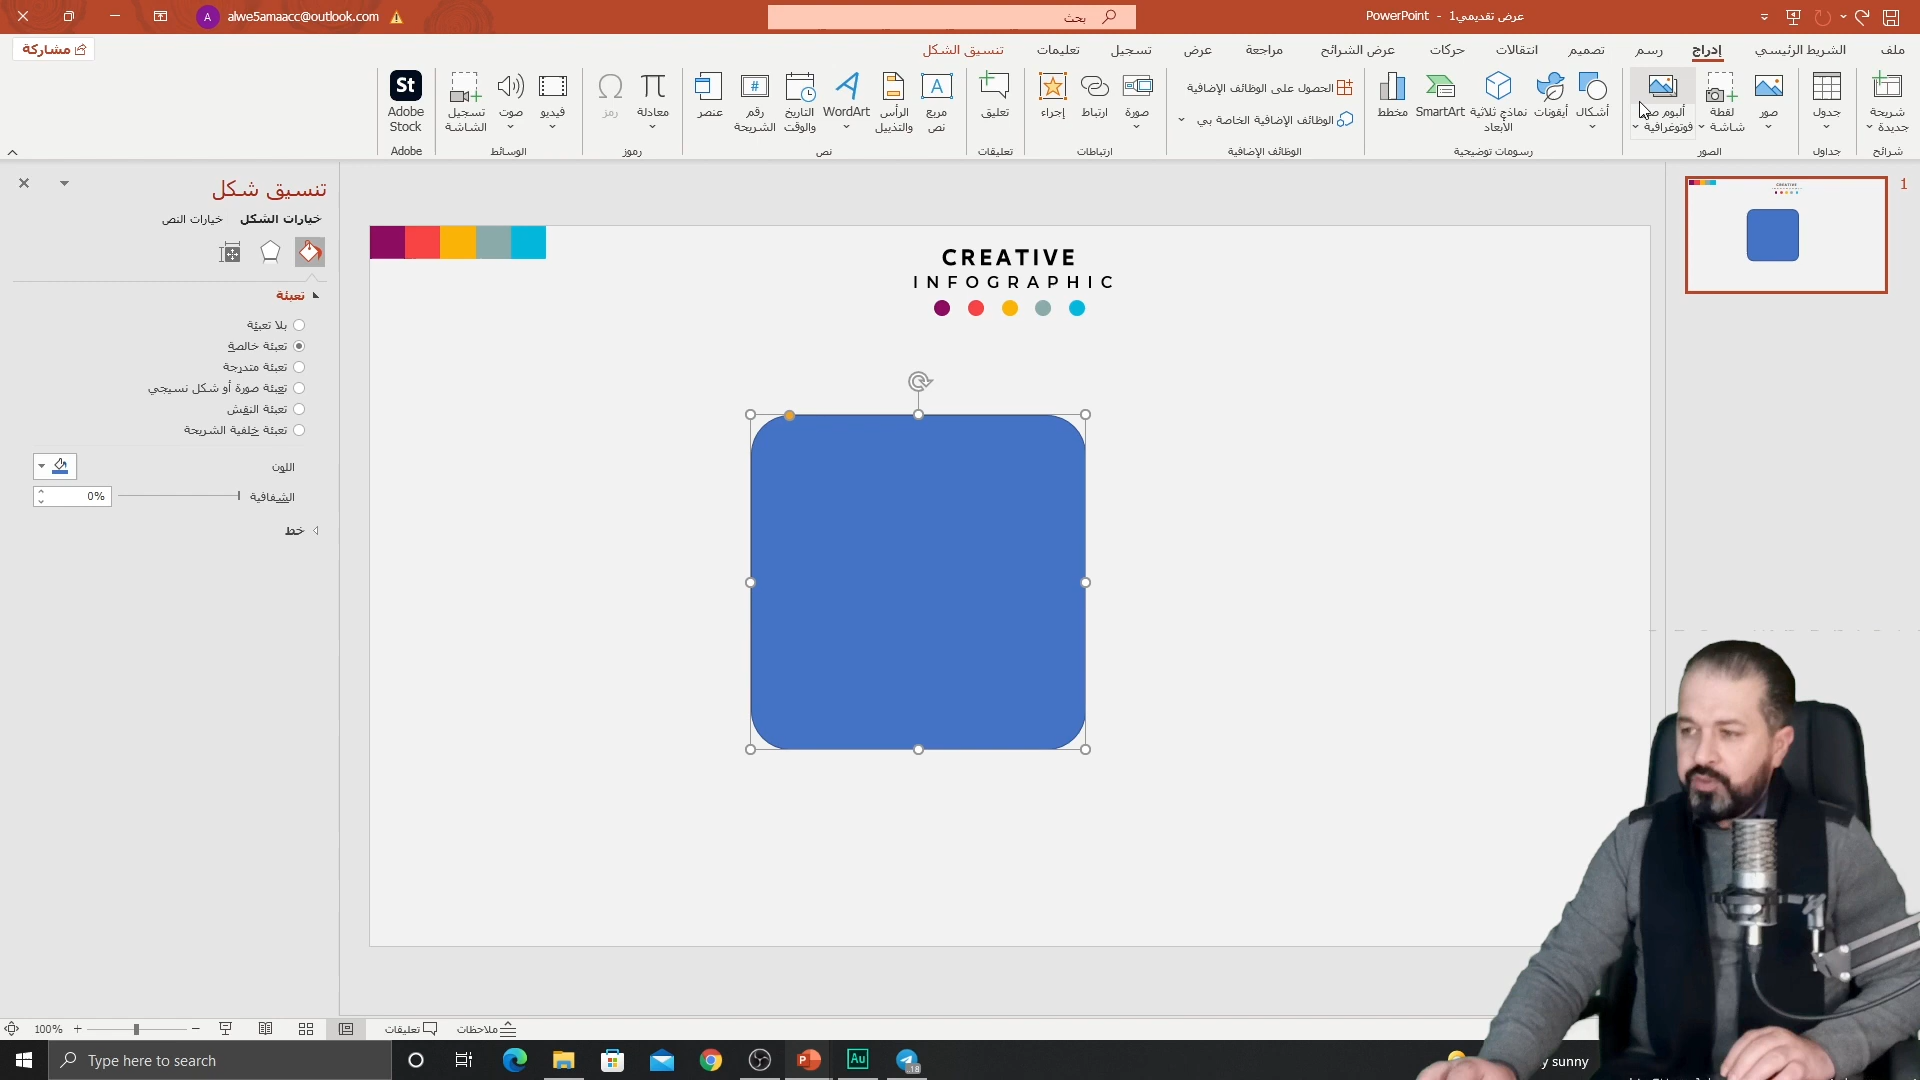 alwe5amaacc@outlook.com
بحث
عرض تقديمي1 - PowerPoint
ملف
الشريط الرئيسي
إدراج
رسم
تصميم
انتقالات
حركات
عرض الشرائح
مراجعة
عرض
تسجيل
تعليمات
تنسيق الشكل
مشاركة
شريحة
جديدة
شرائح
جدول
جداول
صور
لقطة
شاشة
ألبوم
فوتوغرافية
الصور
أشكال
أيقونات
نماذج ثلاثية
الأبعاد
SmartArt
مخطط
رسومات توضيحية
الحصول على الوظائف الإضافية
الوظائف الإضافية الخاصة بي
الوظائف الإضافية
صورة
ارتباط
إجراء
ارتباطات
تعليق
تعليقات
مربع
نص
الرأس
والتذييل
WordArt
التاريخ
والوقت
رقم
الشريحة
عنصر
نص
معادلة
رمز
رموز
فيديو
صوت
تسجيل
الشاشة
الوسائط
Adobe
Stock
St
Adobe
تنسيق شكل
خيارات الشكل
خيارات النص
تعبئة
بلا تعبئة
تعبئة خالصة
تعبئة متدرجة
تعبئة صورة أو شكل نسيجي
تعبئة النقش
تعبئة خلفية الشريحة
اللون
الشفافية
0%
خط
CREATIVE
INFOGRAPHIC
1
CREATIVE
100%
تعليقات
ملاحظات
Type here to search
Au
y sunny